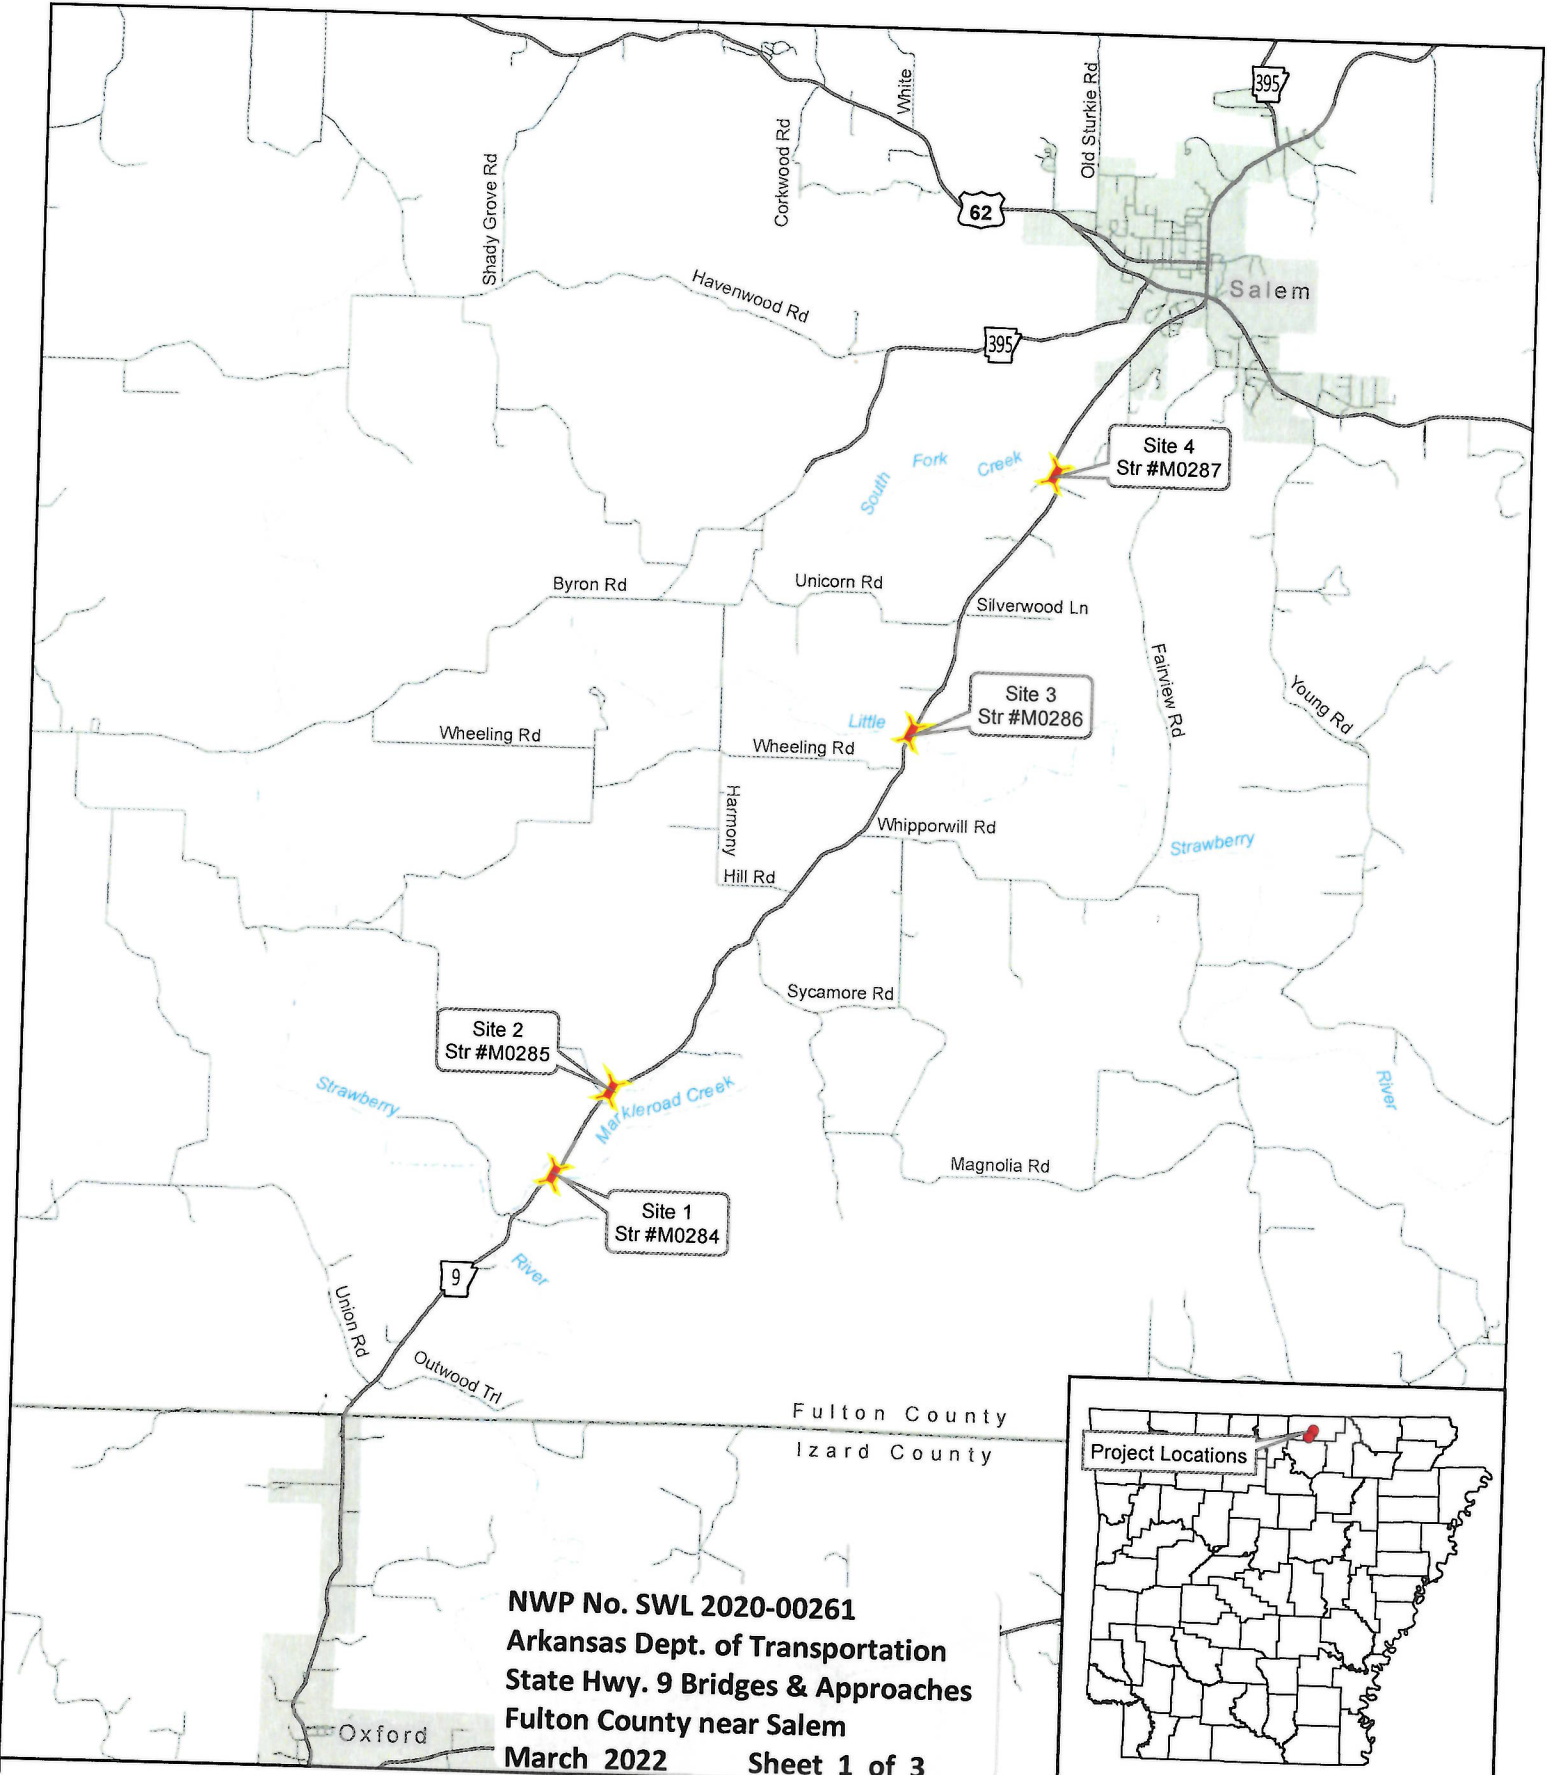 395
White
Old Sturkie Rd
Corkwood Rd
Shady Grove Rd
62
Salem
Havenwood Rd
395
Site 4
Str #M0287
South Fork Creek
Byron Rd
Unicorn Rd
Silverwood Ln
Fairview Rd
Young Rd
Site 3
Str #M0286
Little
Wheeling Rd
Wheeling Rd
Harmony
Hill Rd
Whipporwill Rd
Strawberry
Sycamore Rd
Site 2
Str #M0285
Strawberry
Markleroad Creek
River
Magnolia Rd
Site 1
Str #M0284
River
9
Union Rd
Outwood Trl
Fulton County
Izard County
Project Locations
Oxford
NWP No. SWL 2020-00261
Arkansas Dept. of Transportation
State Hwy. 9 Bridges & Approaches
Fulton County near Salem
March 2022 Sheet 1 of 3